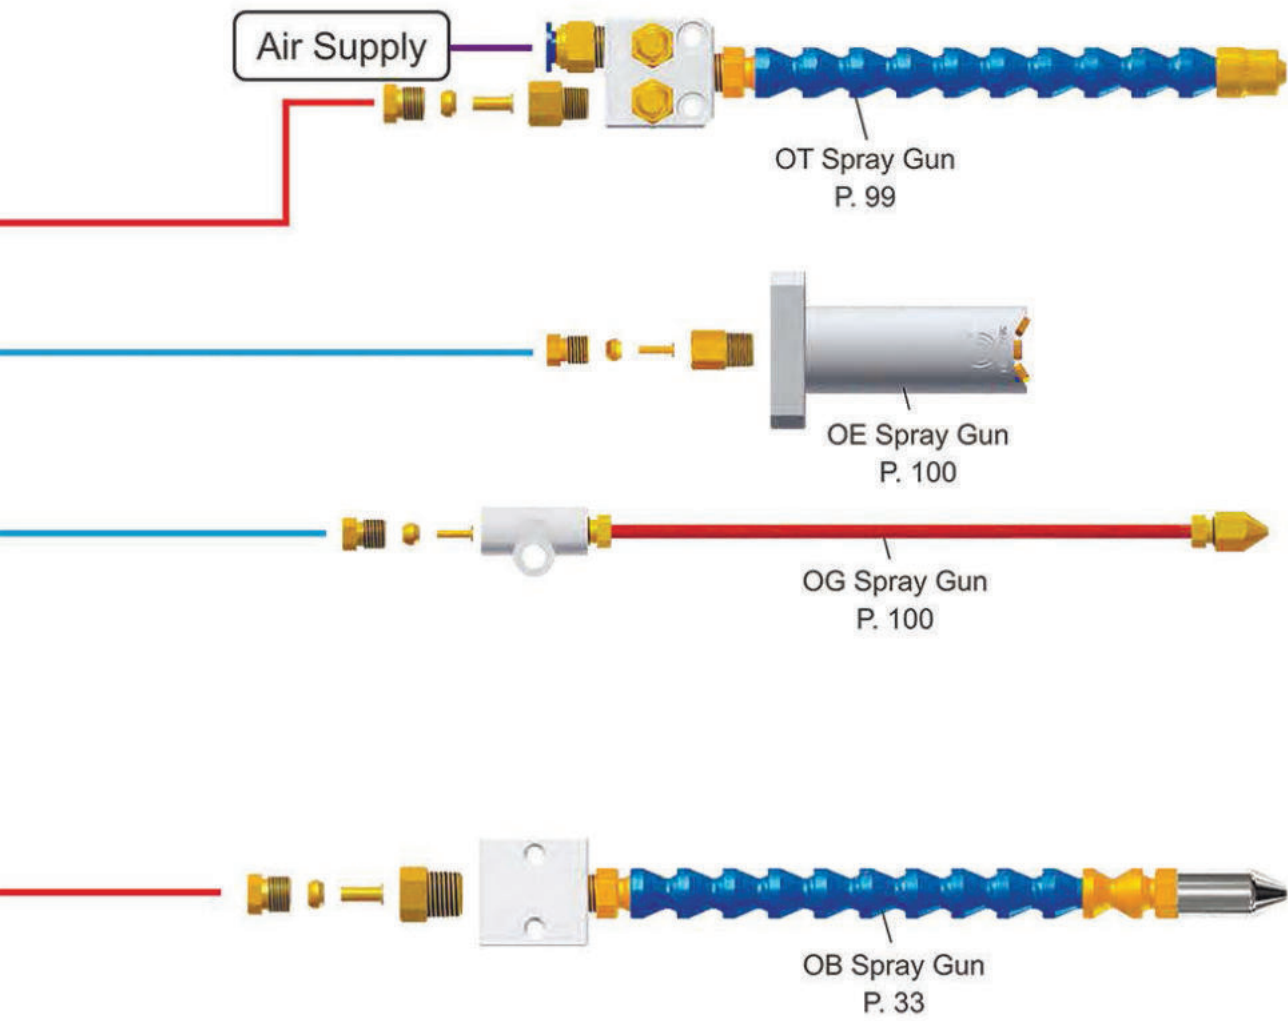 Air Supply
OT Spray Gun
P. 99
OE Spray Gun
P. 100
OG Spray Gun
P. 100
OB Spray Gun
P. 33